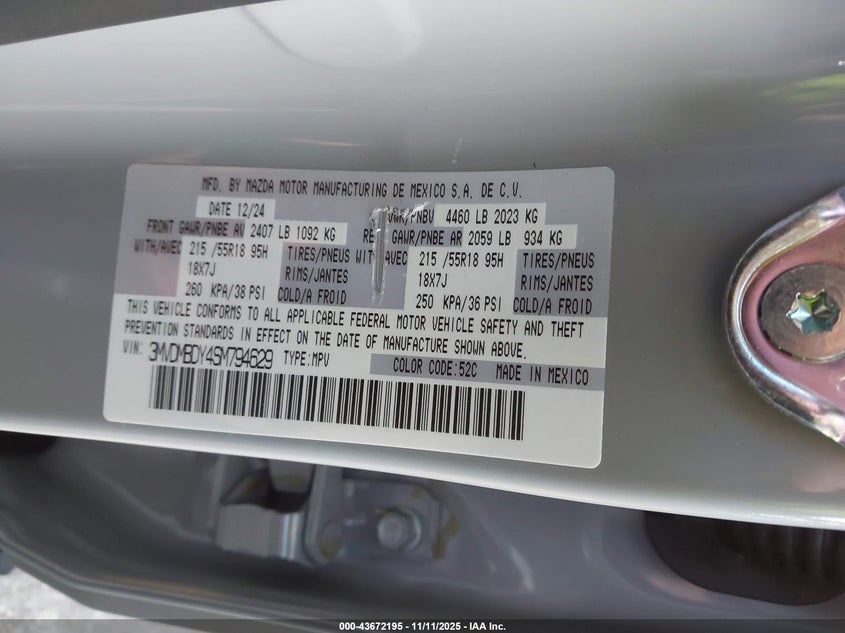 MFD. BY MAZDA MOTOR MANUFACTURING DE MEXICO S.A. DE C.V.
DATE 12/24 /PNBV 4460 LB 2023 KG
FRONT GAWR/PNBE AV 2407 LB 1092 KG GAWR/PNBE AR 2059 LB 934 KG
WITH/AVEC 215 /55R18 95H TIRES/PNEUS WITH/AVEC 215 /55R18 95H TIRES/PNEUS
18X7J RIMS/JANTES 18X7J RIMS/JANTES
260 KPA/38 PSI COLD/A FROID 250 KPA/36 PSI COLD/A FROID
THIS VEHICLE CONFORMS TO ALL APPLICABLE FEDERAL MOTOR VEHICLE SAFETY AND THEFT
PREVENTION STANDARDS IN EFFECT ON THE DATE OF MANUFACTURE SHOWN ABOVE.
VIN: 3MVDMBDY4SM794629 TYPE:MPV COLOR CODE:52C MADE IN MEXICO
000-43672195 - 11/11/2025 - IAA Inc.